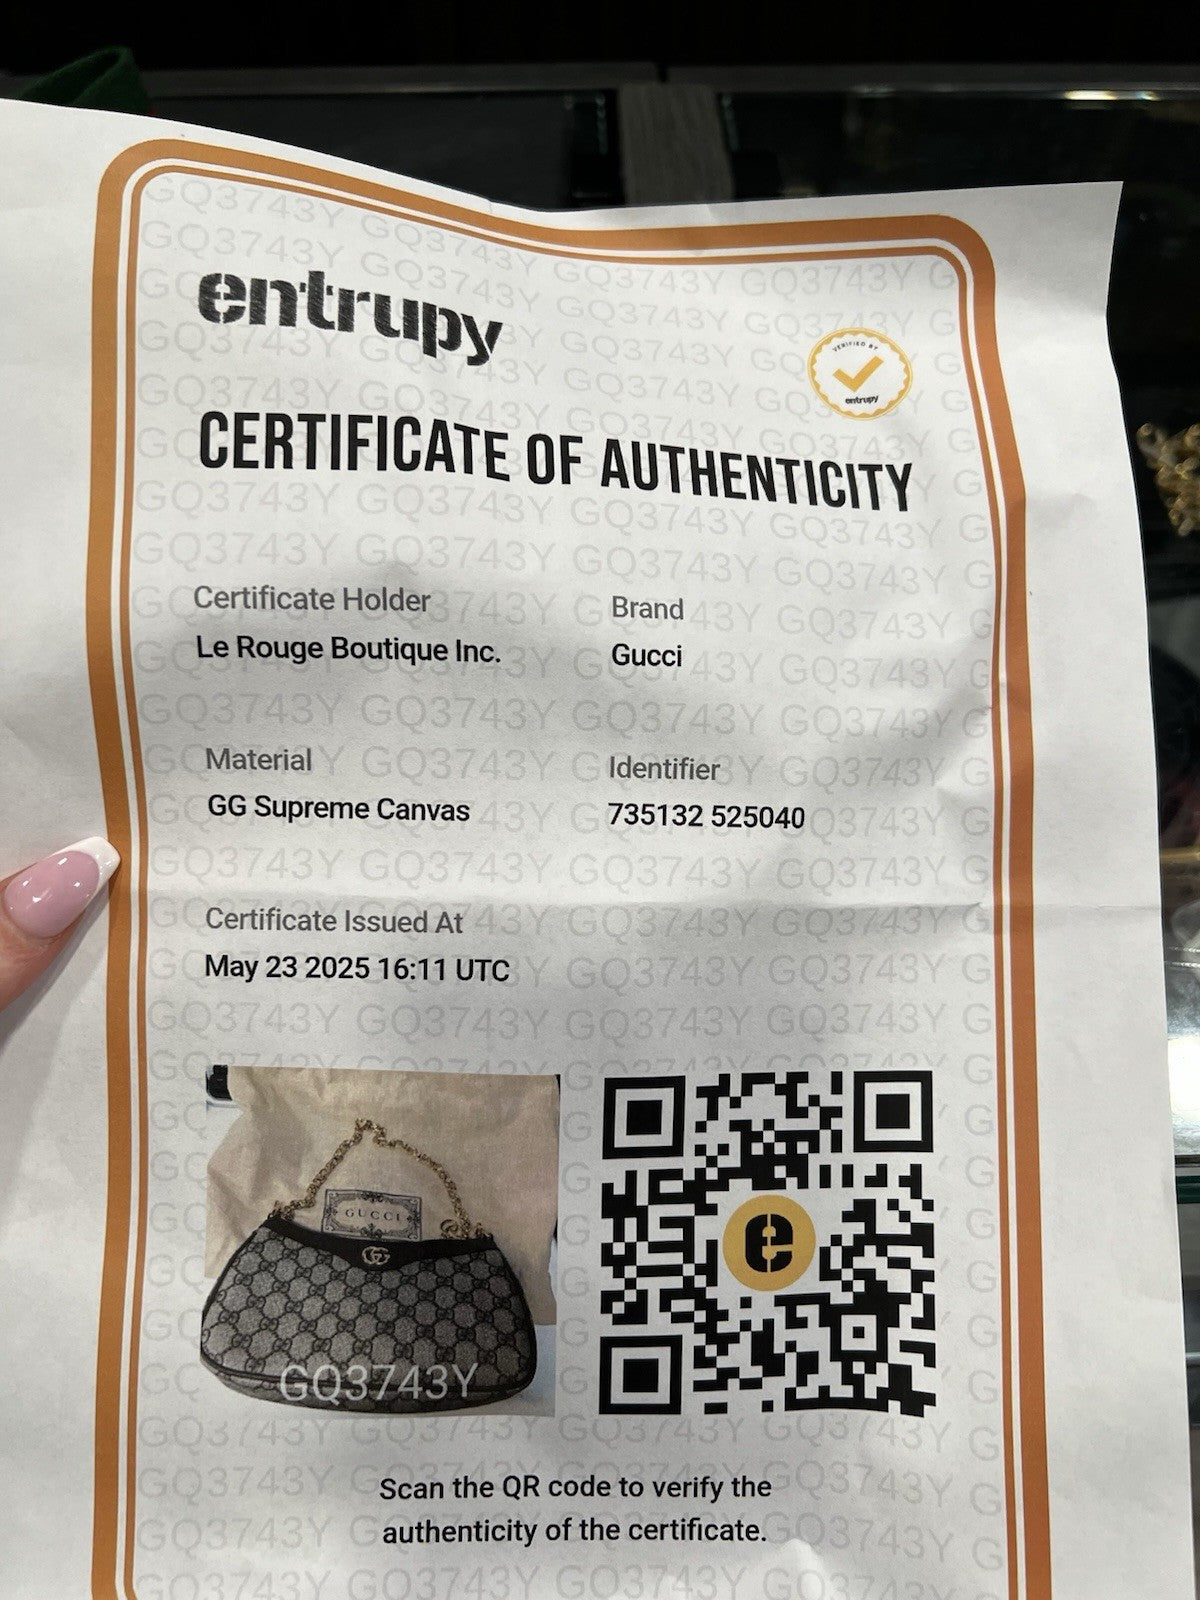 entrupy
VERIFIED BY
entrupy
CERTIFICATE OF AUTHENTICITY
Certificate Holder
Le Rouge Boutique Inc.
Brand
Gucci
Material
GG Supreme Canvas
Identifier
735132 525040
Certificate Issued At
May 23 2025 16:11 UTC
GUCCI
GQ3743Y
e
Scan the QR code to verify the
authenticity of the certificate.